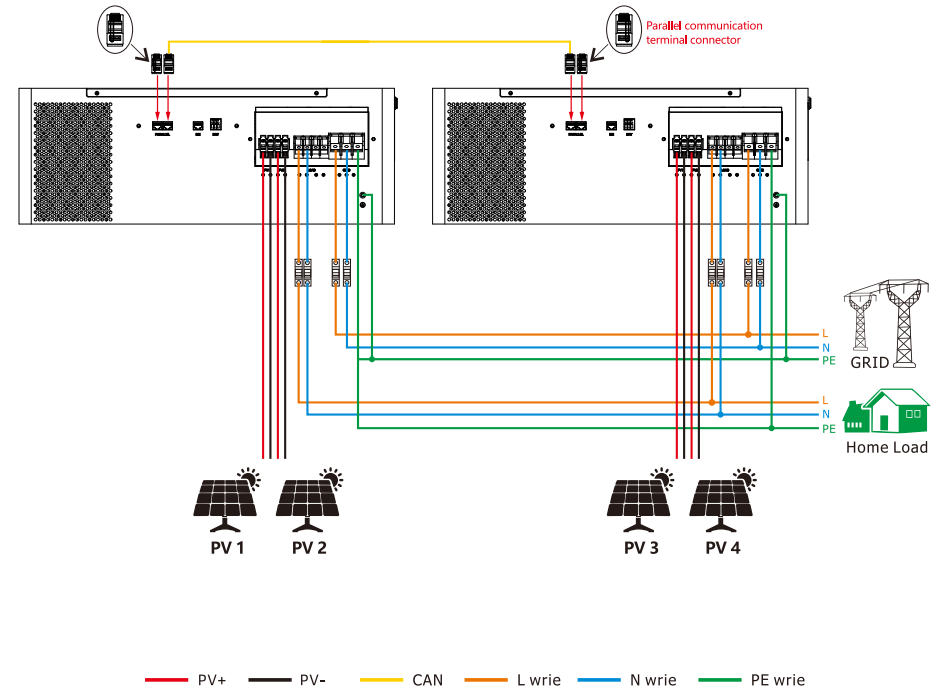 Parallel communication
terminal connector
L
N
PE
GRID
L
N
PE
Home Load
PV 1
PV 2
PV 3
PV 4
PV+
PV-
CAN
L wrie
N wrie
PE wrie